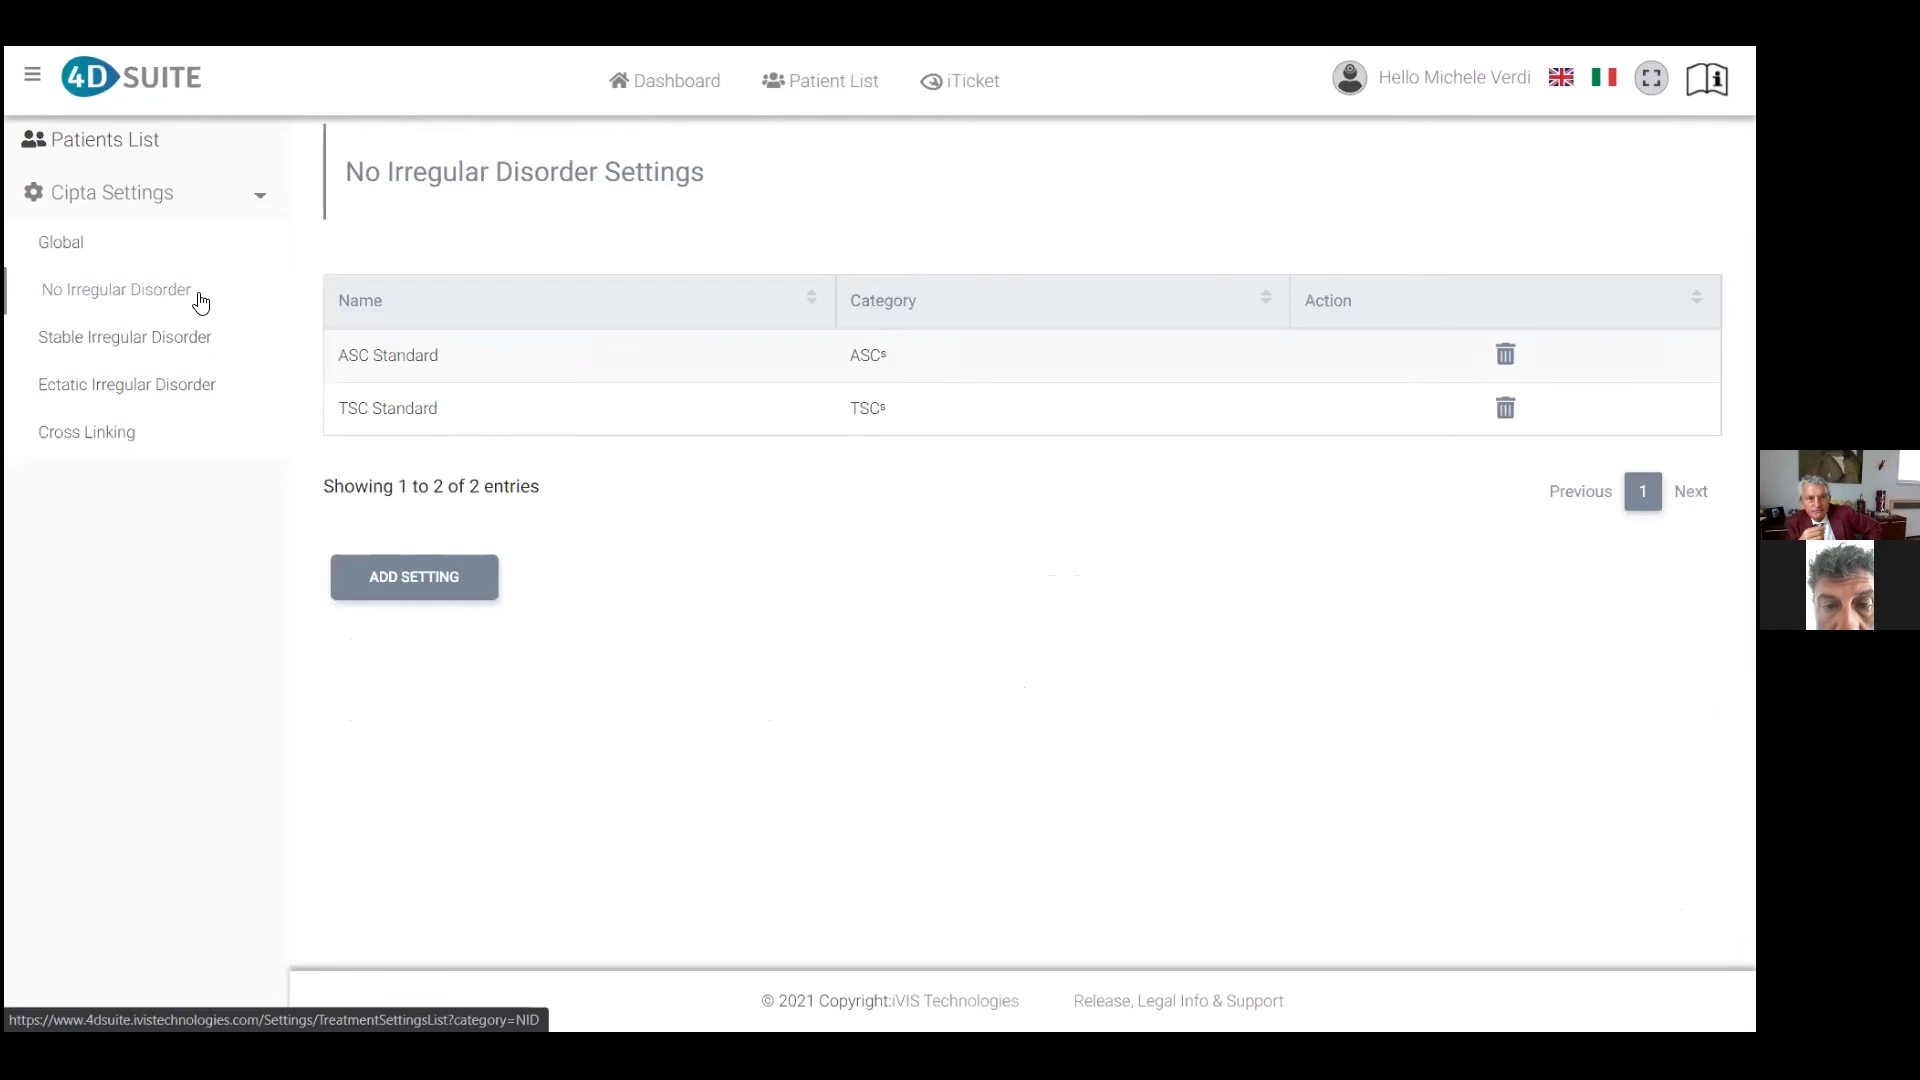 4D SUITE
Dashboard
Patient List
iTicket
Hello Michele Verdi
Patients List
Cipta Settings
Global
No Irregular Disorder
Stable Irregular Disorder
Ectatic Irregular Disorder
Cross Linking
No Irregular Disorder Settings
Name Category Action
ASC Standard ASCˢ
TSC Standard TSCˢ
Showing 1 to 2 of 2 entries
Previous 1 Next
ADD SETTING
© 2021 Copyright:iVIS Technologies Release, Legal Info & Support
https://www.4dsuite.ivistechnologies.com/Settings/TreatmentSettingsList?category=NID